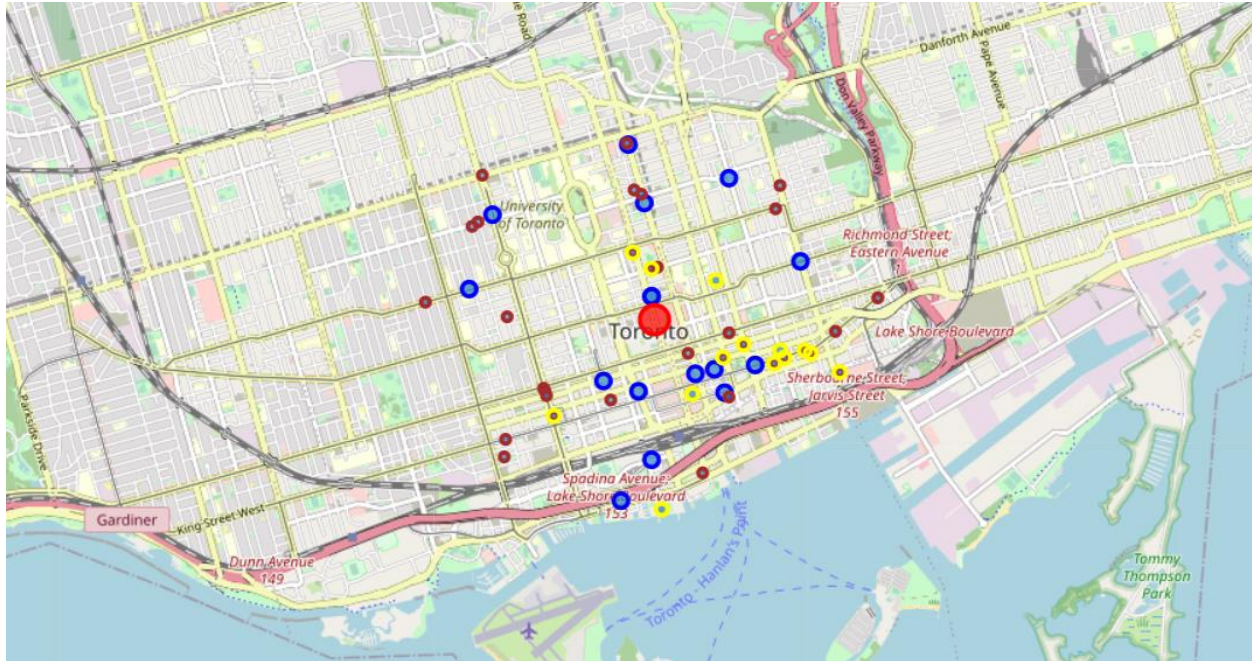 Road
Danforth Avenue
Pape Avenue
Don Valley Parkway
University
of Toronto
Richmond Street,
Eastern Avenue
Toronto
Lake Shore Boulevard
Sherbourne Street,
Jarvis Street
155
Parkside Drive
Spadina Avenue,
Lake Shore Boulevard
153
Gardiner
King Street West
Dunn Avenue
149
Toronto - Hanlan's Point
Tommy
Thompson
Park